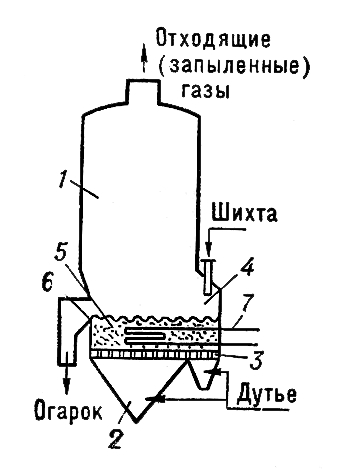 Отходящие
(запыленные)
газы
1
Шихта
5
4
6
7
3
Огарок
2
Дутье